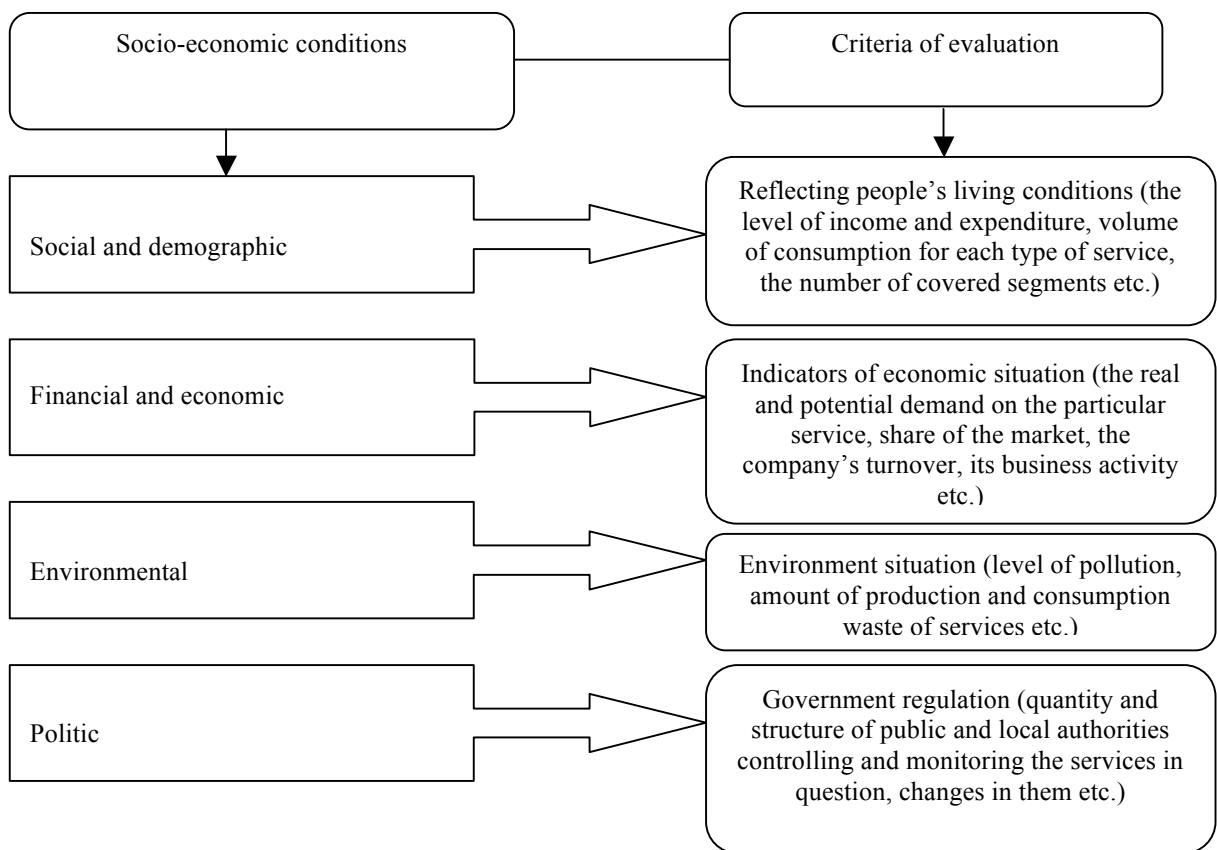 Socio-economic conditions
Criteria of evaluation
Social and demographic
Reflecting people’s living conditions (the
level of income and expenditure, volume
of consumption for each type of service,
the number of covered segments etc.)
Financial and economic
Indicators of economic situation (the real
and potential demand on the particular
service, share of the market, the
company’s turnover, its business activity
etc.)
Environmental
Environment situation (level of pollution,
amount of production and consumption
waste of services etc.)
Politic
Government regulation (quantity and
structure of public and local authorities
controlling and monitoring the services in
question, changes in them etc.)